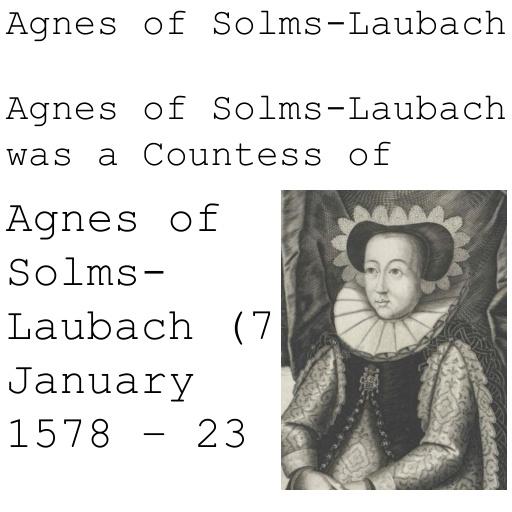 Agnes of Solms-Laubach
Agnes of Solms-Laubach
was a Countess of
Agnes of
Solms-
Laubach (7
January
1578 – 23